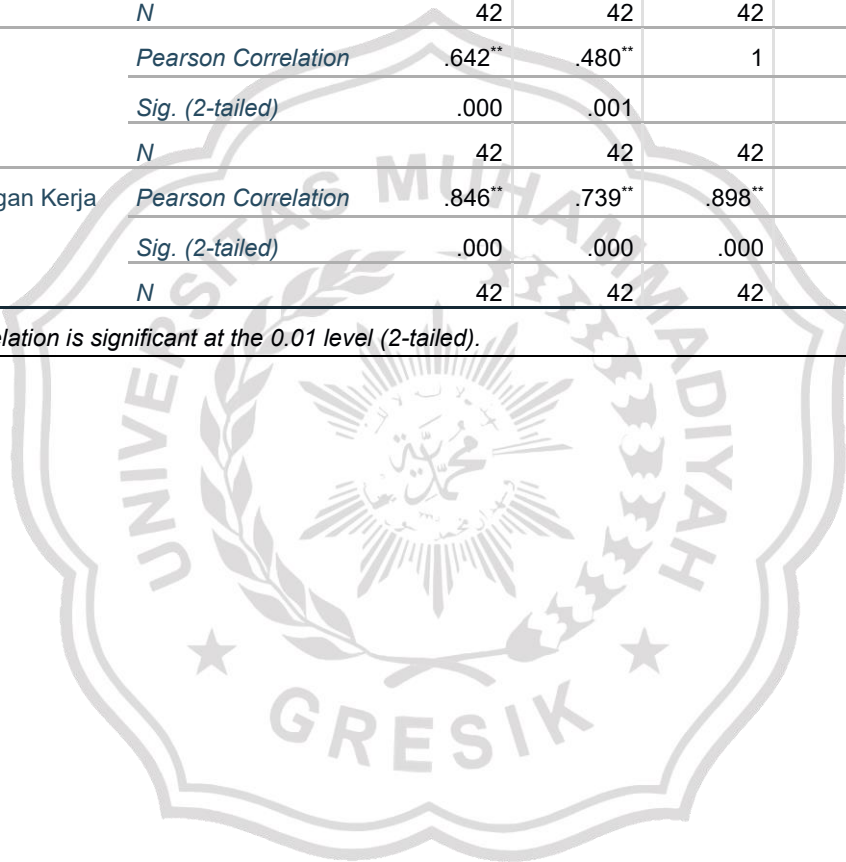 N 42 42 42
Pearson Correlation .642** .480** 1
Sig. (2-tailed) .000 .001
N 42 42 42
gan Kerja Pearson Correlation .846** .739** .898**
Sig. (2-tailed) .000 .000 .000
N 42 42 42
elation is significant at the 0.01 level (2-tailed).
UNIVERSITAS MUHAMMADIYAH
محمدية
GRESIK